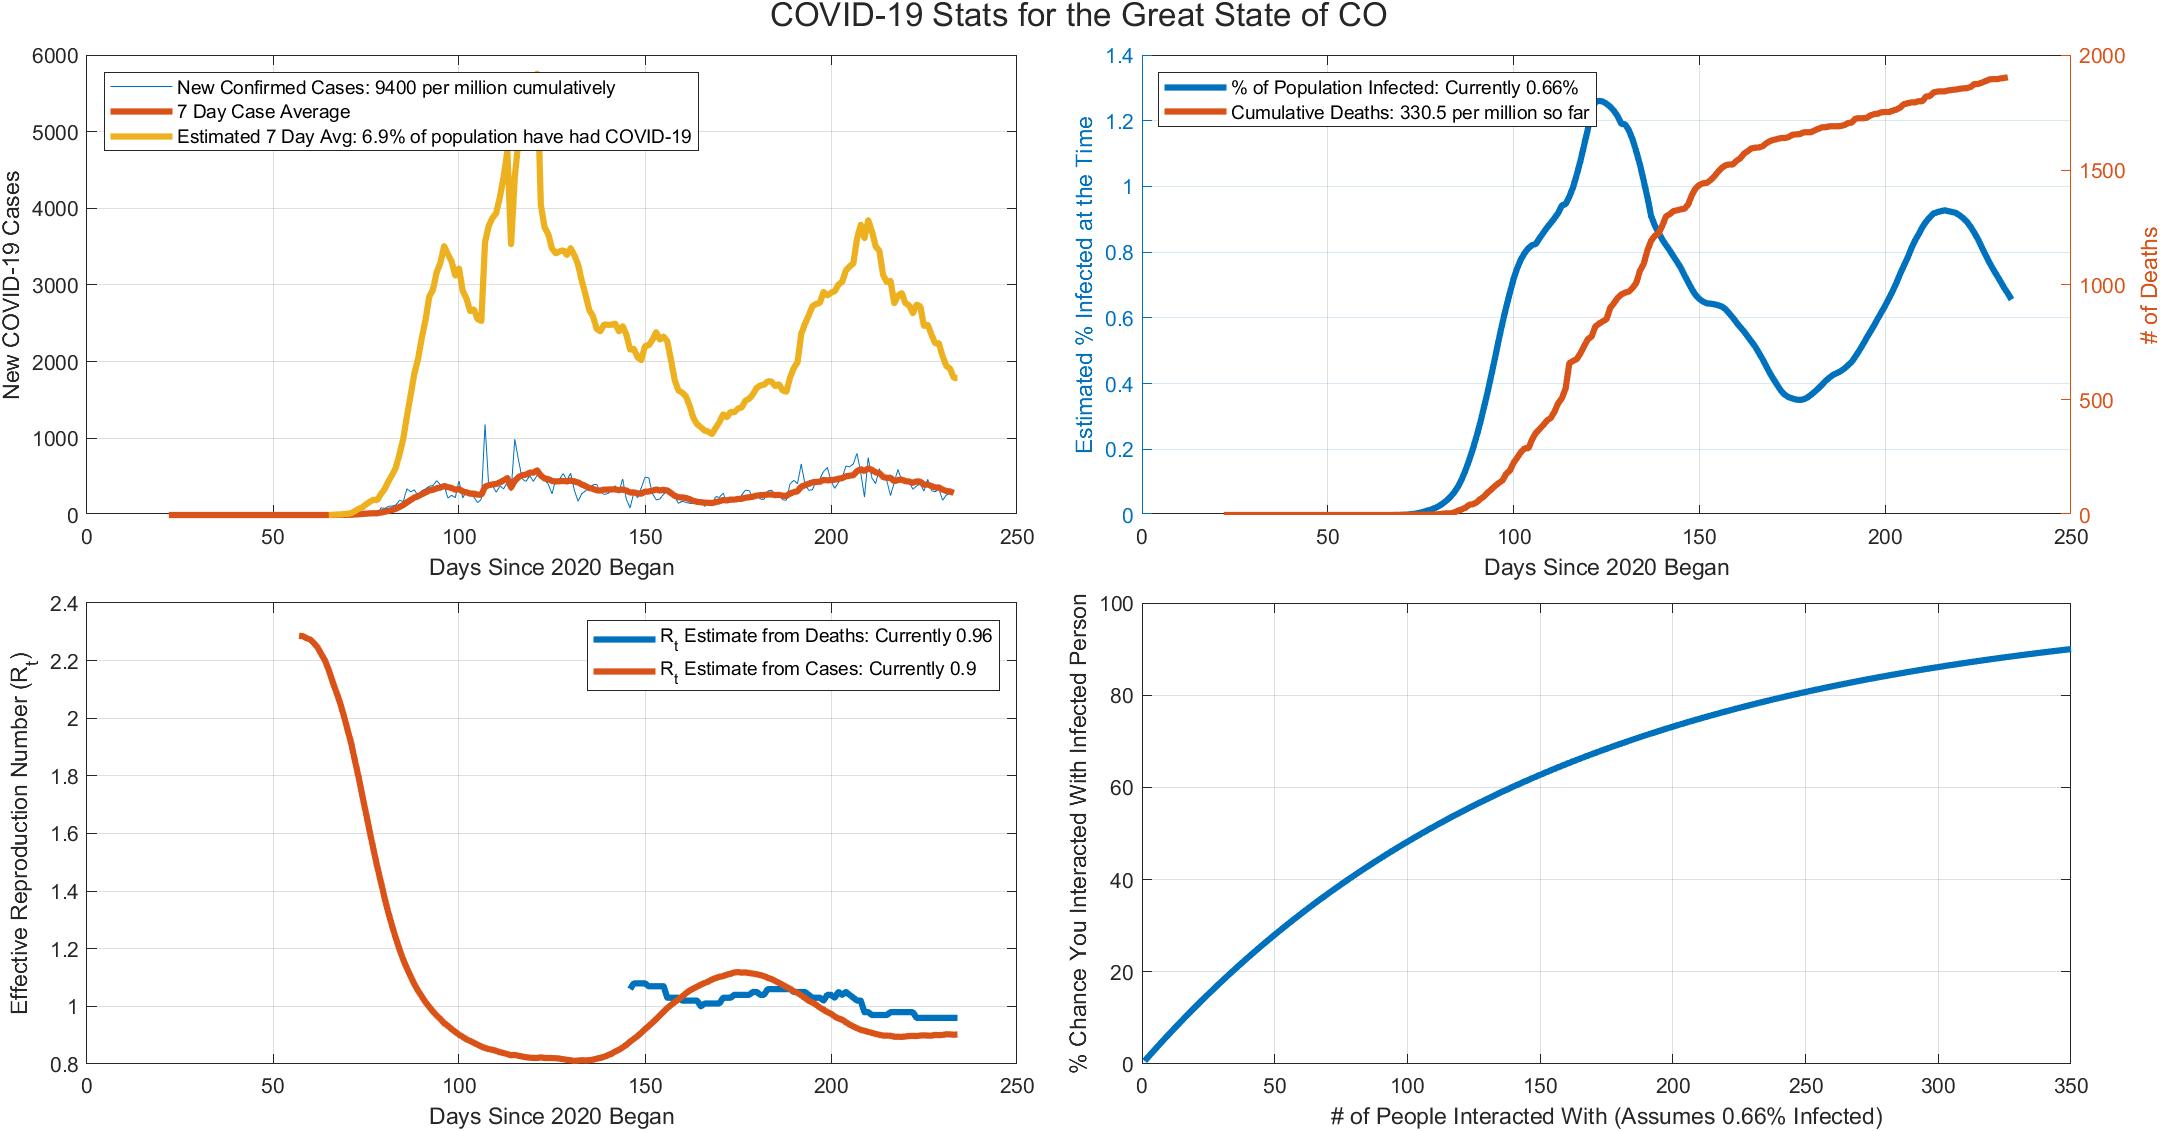 COVID-19 Stats for the Great State of CO
6000
5000
4000
3000
2000
1000
0
New COVID-19 Cases
New Confirmed Cases: 9400 per million cumulatively
7 Day Case Average
Estimated 7 Day Avg: 6.9% of population have had COVID-19
0 50 100 150 200 250
Days Since 2020 Began
1.4
1.2
1
0.8
0.6
0.4
0.2
0
Estimated % Infected at the Time
% of Population Infected: Currently 0.66%
Cumulative Deaths: 330.5 per million so far
2000
1500
1000
500
0
# of Deaths
0 50 100 150 200 250
Days Since 2020 Began
2.4
2.2
2
1.8
1.6
1.4
1.2
1
0.8
Effective Reproduction Number (Rt)
Rt Estimate from Deaths: Currently 0.96
Rt Estimate from Cases: Currently 0.9
0 50 100 150 200 250
Days Since 2020 Began
100
80
60
40
20
0
% Chance You Interacted With Infected Person
0 50 100 150 200 250 300 350
# of People Interacted With (Assumes 0.66% Infected)